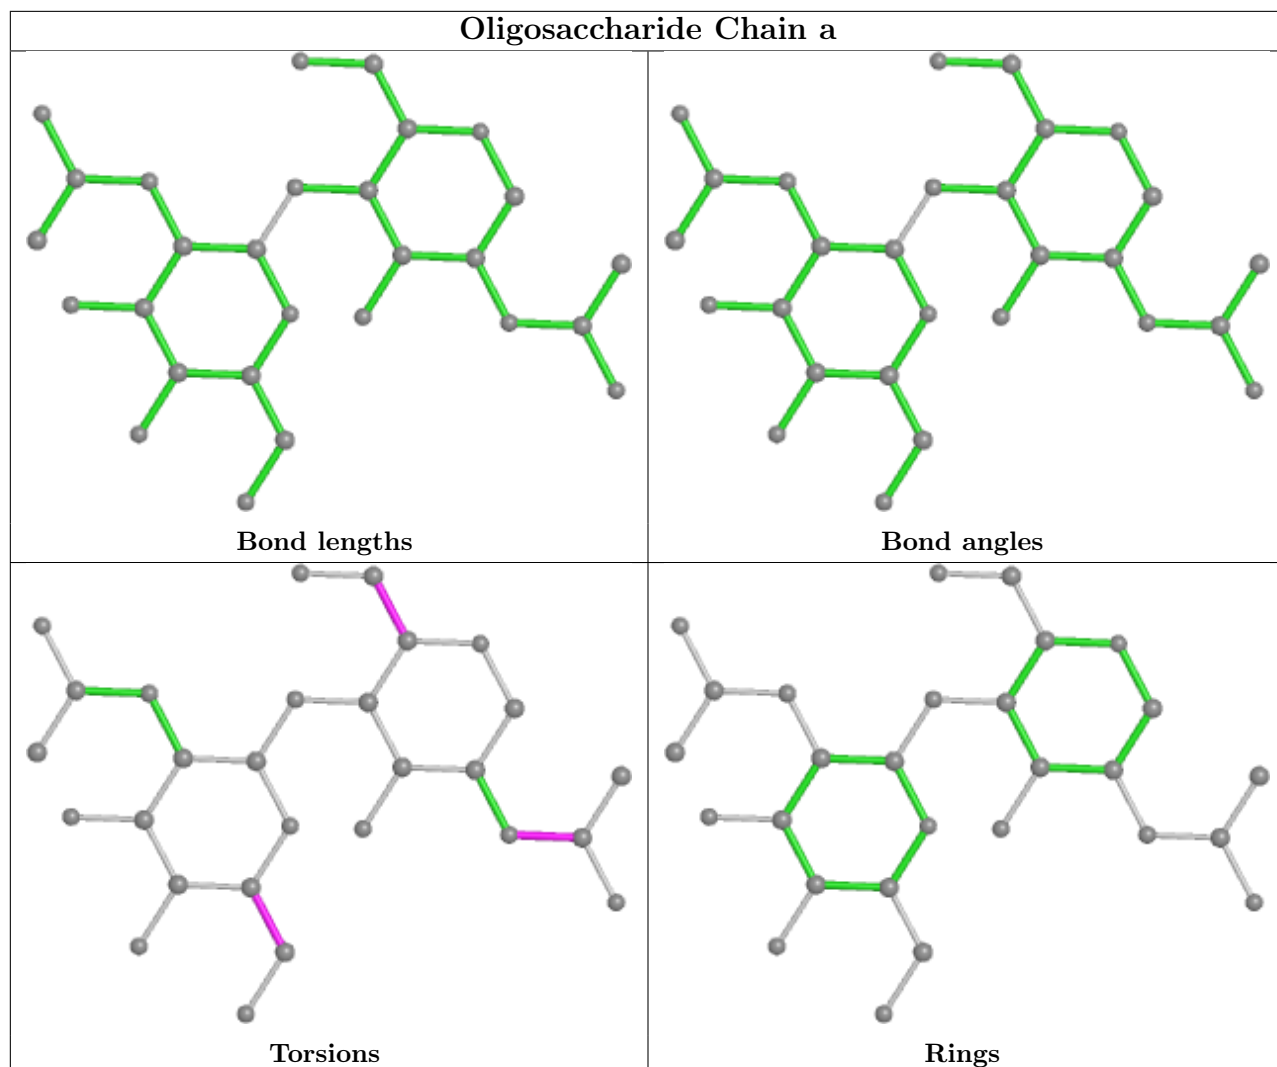 Oligosaccharide Chain a
Bond lengths
Bond angles
Torsions
Rings